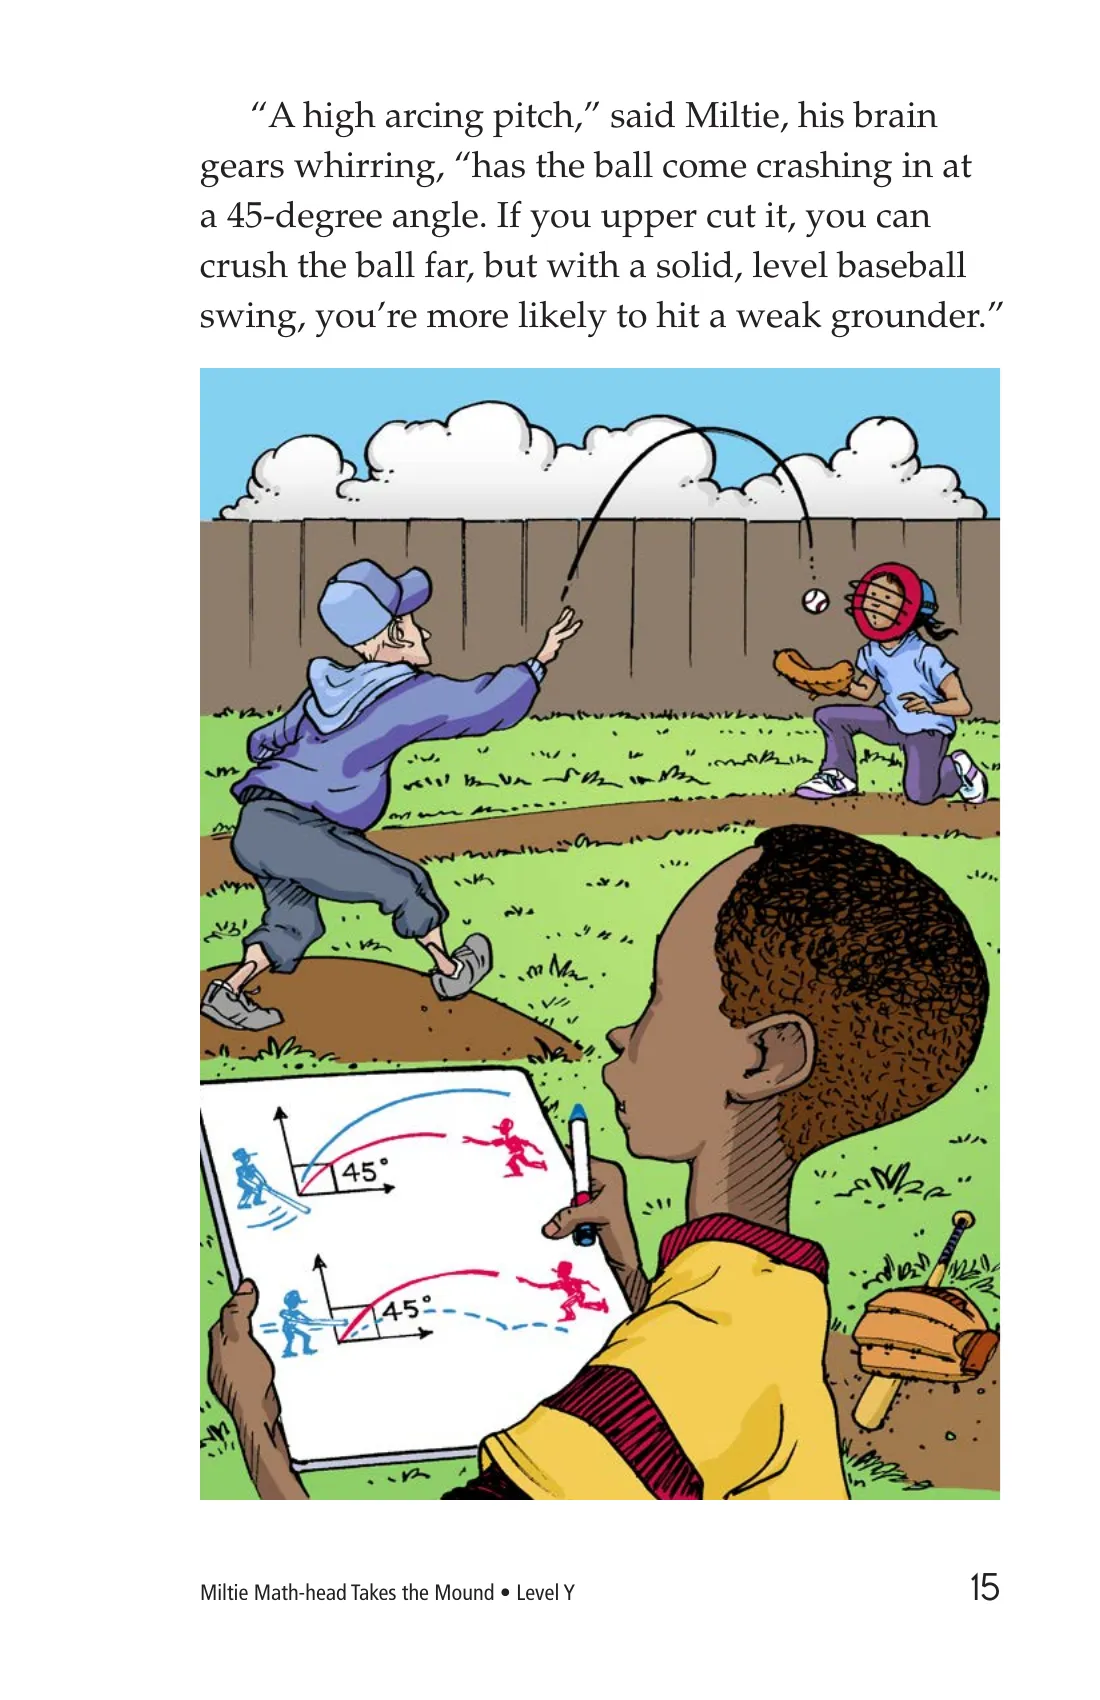 “A high arcing pitch,” said Miltie, his brain
gears whirring, “has the ball come crashing in at
a 45-degree angle. If you upper cut it, you can
crush the ball far, but with a solid, level baseball
swing, you’re more likely to hit a weak grounder.”
45°
45°
Miltie Math-head Takes the Mound • Level Y
15